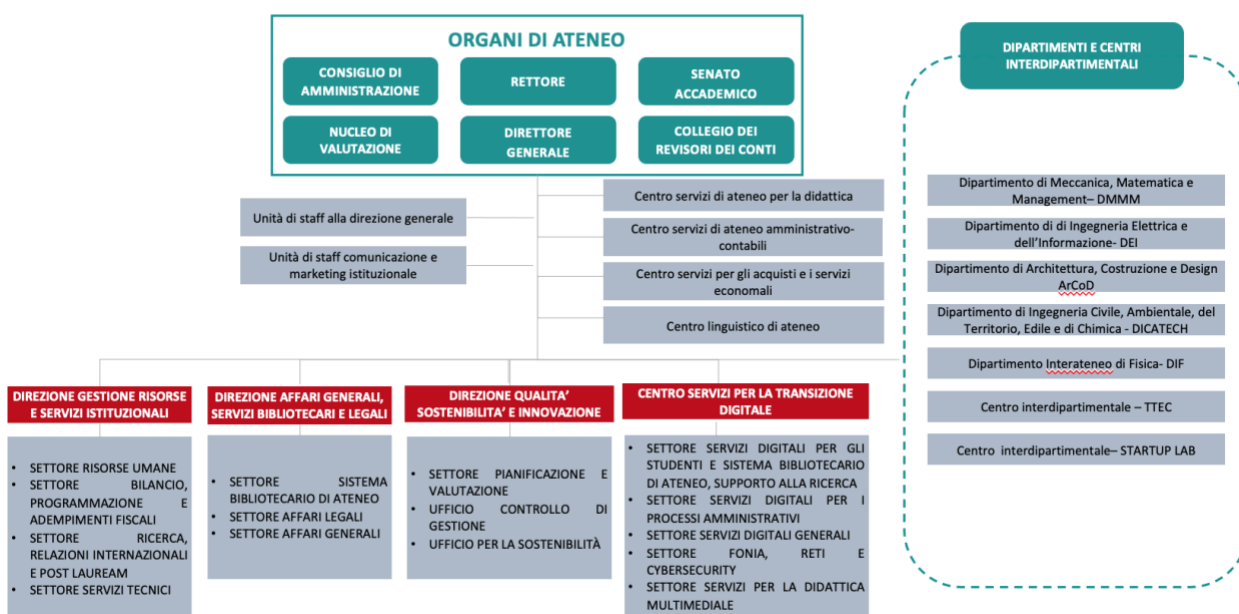 ORGANI DI ATENEO
CONSIGLIO DI
AMMINISTRAZIONE
RETTORE
SENATO
ACCADEMICO
NUCLEO DI
VALUTAZIONE
DIRETTORE
GENERALE
COLLEGIO DEI
REVISORI DEI CONTI
DIPARTIMENTI E CENTRI
INTERDIPARTIMENTALI
Unità di staff alla direzione generale
Unità di staff comunicazione e
marketing istituzionale
Centro servizi di ateneo per la didattica
Centro servizi di ateneo amministrativo-
contabili
Centro servizi per gli acquisti e i servizi
economali
Centro linguistico di ateneo
Dipartimento di Meccanica, Matematica e
Management– DMMM
Dipartimento di di Ingegneria Elettrica e
dell'Informazione- DEI
Dipartimento di Architettura, Costruzione e Design
ArCoD
Dipartimento di Ingegneria Civile, Ambientale, del
Territorio, Edile e di Chimica - DICATECH
Dipartimento Interateneo di Fisica- DIF
Centro interdipartimentale – TTEC
Centro interdipartimentale– STARTUP LAB
DIREZIONE GESTIONE RISORSE
E SERVIZI ISTITUZIONALI
• SETTORE RISORSE UMANE
• SETTORE BILANCIO,
PROGRAMMAZIONE E
ADEMPIMENTI FISCALI
• SETTORE RICERCA,
RELAZIONI INTERNAZIONALI
E POST LAUREAM
• SETTORE SERVIZI TECNICI
DIREZIONE AFFARI GENERALI,
SERVIZI BIBLIOTECARI E LEGALI
• SETTORE SISTEMA
BIBLIOTECARIO DI ATENEO
• SETTORE AFFARI LEGALI
• SETTORE AFFARI GENERALI
DIREZIONE QUALITA'
SOSTENIBILITA' E INNOVAZIONE
• SETTORE PIANIFICAZIONE E
VALUTAZIONE
• UFFICIO CONTROLLO DI
GESTIONE
• UFFICIO PER LA SOSTENIBILITÀ
CENTRO SERVIZI PER LA TRANSIZIONE
DIGITALE
• SETTORE SERVIZI DIGITALI PER GLI
STUDENTI E SISTEMA BIBLIOTECARIO
DI ATENEO, SUPPORTO ALLA RICERCA
• SETTORE SERVIZI DIGITALI PER I
PROCESSI AMMINISTRATIVI
• SETTORE SERVIZI DIGITALI GENERALI
• SETTORE FONIA, RETI E
CYBERSECURITY
• SETTORE SERVIZI PER LA DIDATTICA
MULTIMEDIALE